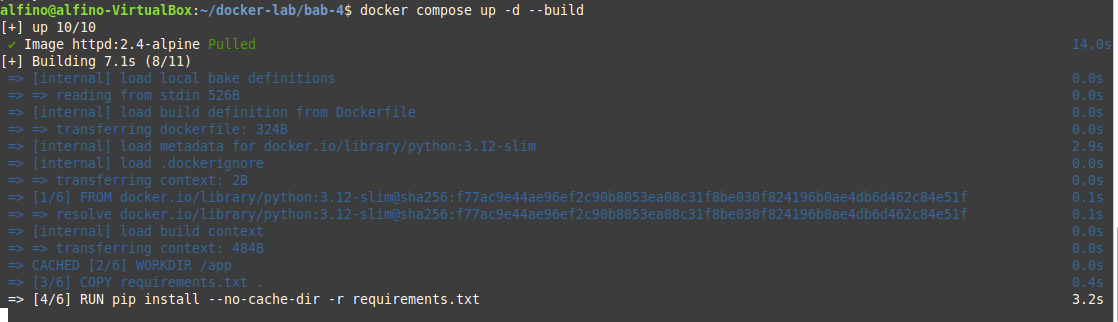 alfino@alfino-VirtualBox:~/docker-lab/bab-4$ docker compose up -d --build
[+] up 10/10
✔ Image httpd:2.4-alpine Pulled 14.0s
[+] Building 7.1s (8/11)
=> [internal] load local bake definitions 0.0s
=> => reading from stdin 526B 0.0s
=> [internal] load build definition from Dockerfile 0.0s
=> => transferring dockerfile: 324B 0.0s
=> [internal] load metadata for docker.io/library/python:3.12-slim 2.9s
=> [internal] load .dockerignore 0.0s
=> => transferring context: 2B 0.0s
=> [1/6] FROM docker.io/library/python:3.12-slim@sha256:f77ac9e44ae96ef2c90b8053ea08c31f8be030f824196b0ae4db6d462c84e51f 0.1s
=> => resolve docker.io/library/python:3.12-slim@sha256:f77ac9e44ae96ef2c90b8053ea08c31f8be030f824196b0ae4db6d462c84e51f 0.1s
=> [internal] load build context 0.0s
=> => transferring context: 484B 0.0s
=> CACHED [2/6] WORKDIR /app 0.0s
=> [3/6] COPY requirements.txt . 0.4s
=> [4/6] RUN pip install --no-cache-dir -r requirements.txt 3.2s